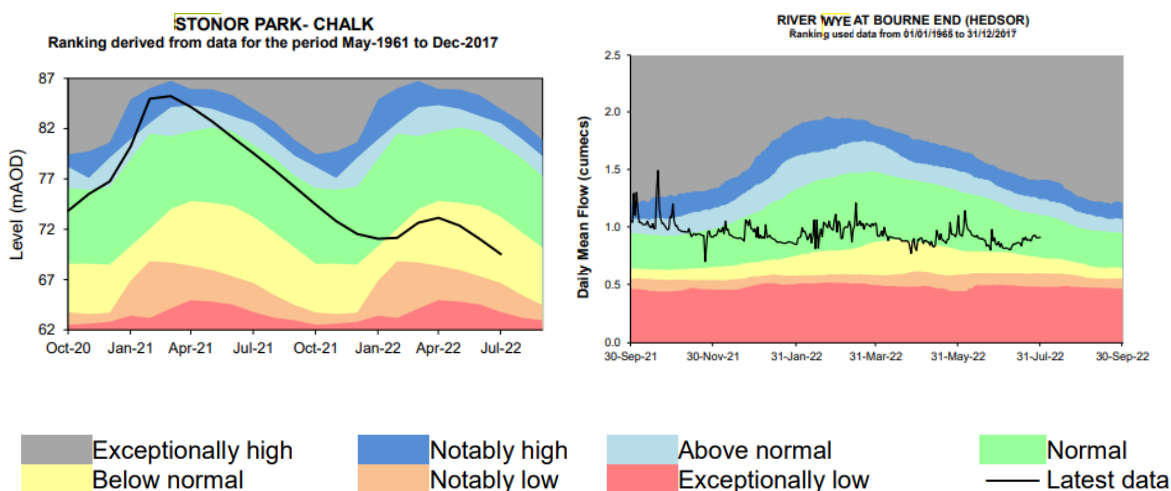 STONOR PARK- CHALK
Ranking derived from data for the period May-1961 to Dec-2017
Level (mAOD)
87
82
77
72
67
62
Oct-20 Jan-21 Apr-21 Jul-21 Oct-21 Jan-22 Apr-22 Jul-22
RIVER WYE AT BOURNE END (HEDSOR)
Ranking used data from 01/01/1965 to 31/12/2017
Daily Mean Flow (cumecs)
2.5
2.0
1.5
1.0
0.5
0.0
30-Sep-21 30-Nov-21 31-Jan-22 31-Mar-22 31-May-22 31-Jul-22 30-Sep-22
Exceptionally high Notably high Above normal Normal
Below normal Notably low Exceptionally low Latest data